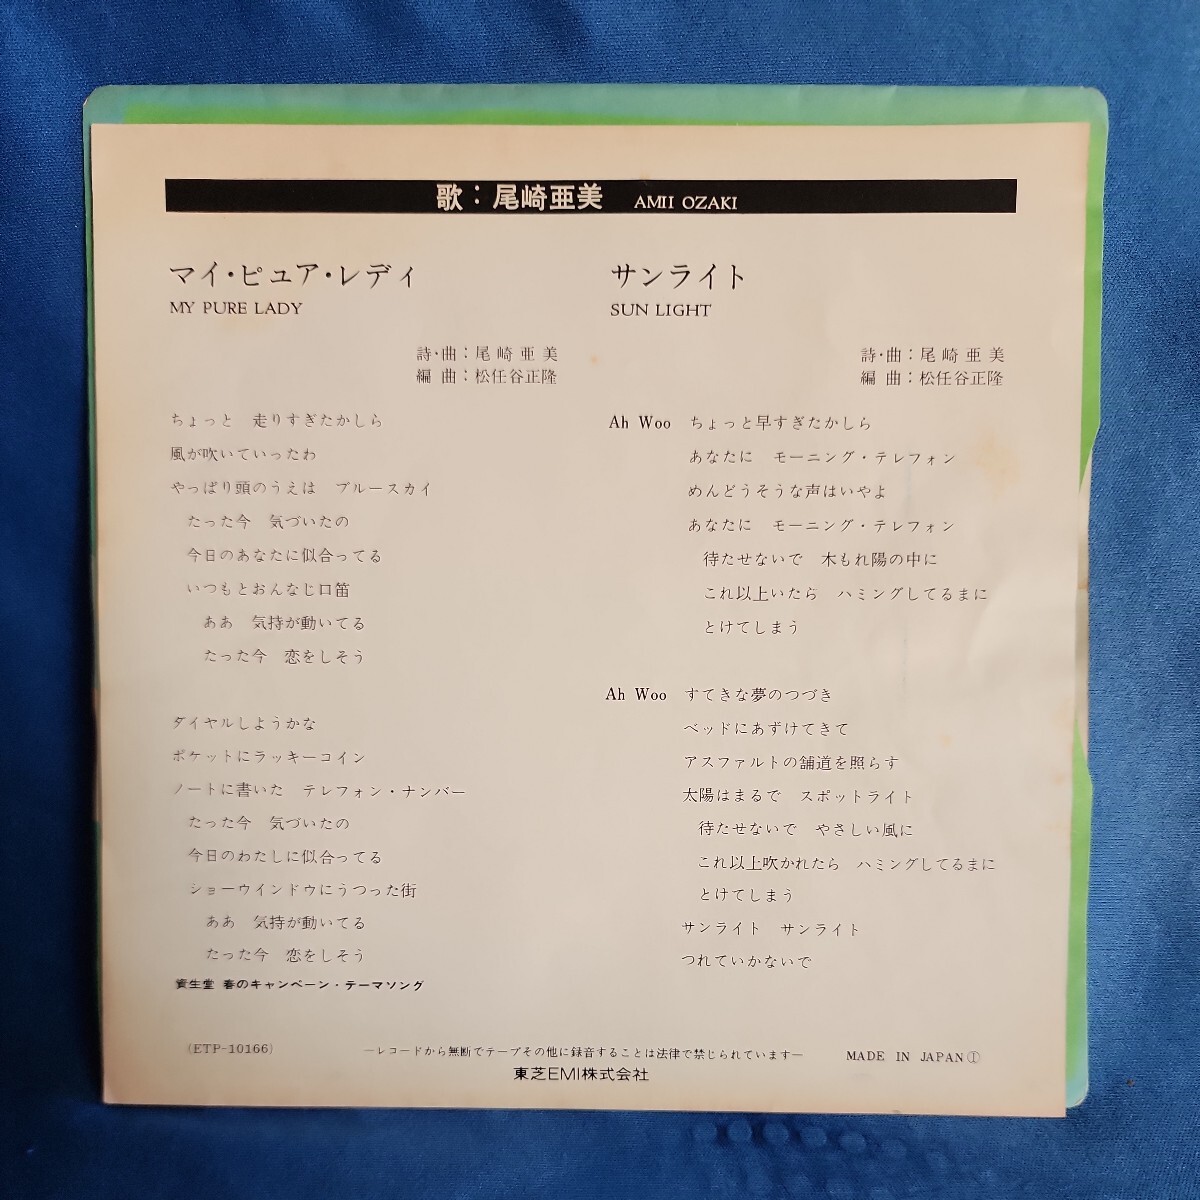 歌：尾崎亜美 AMII OZAKI
マイ・ピュア・レディ
MY PURE LADY
詩・曲：尾崎亜美
編曲：松任谷正隆
ちょっと　走りすぎたかしら
風が吹いていったわ
やっぱり頭のうえは　ブルースカイ
たった今　気づいたの
今日のあなたに似合ってる
いつもとおんなじ口笛
ああ　気持が動いてる
たった今　恋をしそう
ダイヤルしようかな
ポケットにラッキーコイン
ノートに書いた　テレフォン・ナンバー
たった今　気づいたの
今日のわたしに似合ってる
ショーウインドウにうつった街
ああ　気持が動いてる
たった今　恋をしそう
資生堂 春のキャンペーン・テーマソング
サンライト
SUN LIGHT
詩・曲：尾崎亜美
編曲：松任谷正隆
Ah Woo　ちょっと早すぎたかしら
あなたに　モーニング・テレフォン
めんどうそうな声はいやよ
あなたに　モーニング・テレフォン
待たせないで　木もれ陽の中に
これ以上いたら　ハミングしてるまに
とけてしまう
Ah Woo　すてきな夢のつづき
ベッドにあずけてきて
アスファルトの舗道を照らす
太陽はまるで　スポットライト
待たせないで　やさしい風に
これ以上吹かれたら　ハミングしてるまに
とけてしまう
サンライト　サンライト
つれていかないで
(ETP-10166)
—レコードから無断でテープその他に録音することは法律で禁じられています—
MADE IN JAPAN①
東芝EMI株式会社